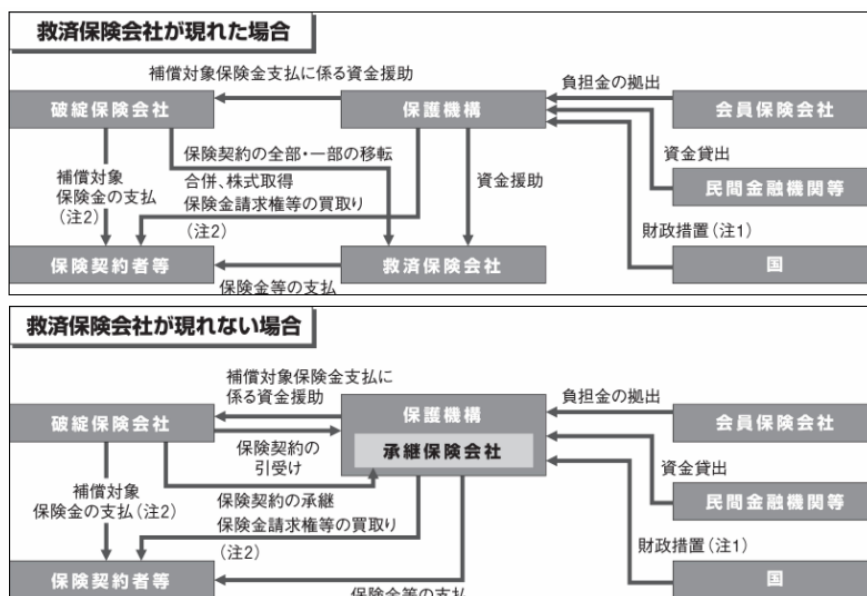 救済保険会社が現れた場合
補償対象保険金支払に係る資金援助
負担金の拠出
破綻保険会社
保護機構
会員保険会社
保険契約の全部・一部の移転
合併、株式取得
保険金請求権等の買取り
(注2)
補償対象
保険金の支払
(注2)
資金援助
資金貸出
民間金融機関等
財政措置(注1)
保険契約者等
救済保険会社
国
保険金等の支払
救済保険会社が現れない場合
補償対象保険金支払に
係る資金援助
負担金の拠出
破綻保険会社
保護機構
承継保険会社
会員保険会社
保険契約の
引受け
資金貸出
補償対象
保険金の支払(注2)
保険契約の承継
保険金請求権等の買取り
(注2)
民間金融機関等
財政措置(注1)
保険契約者等
国
保険金等の支払